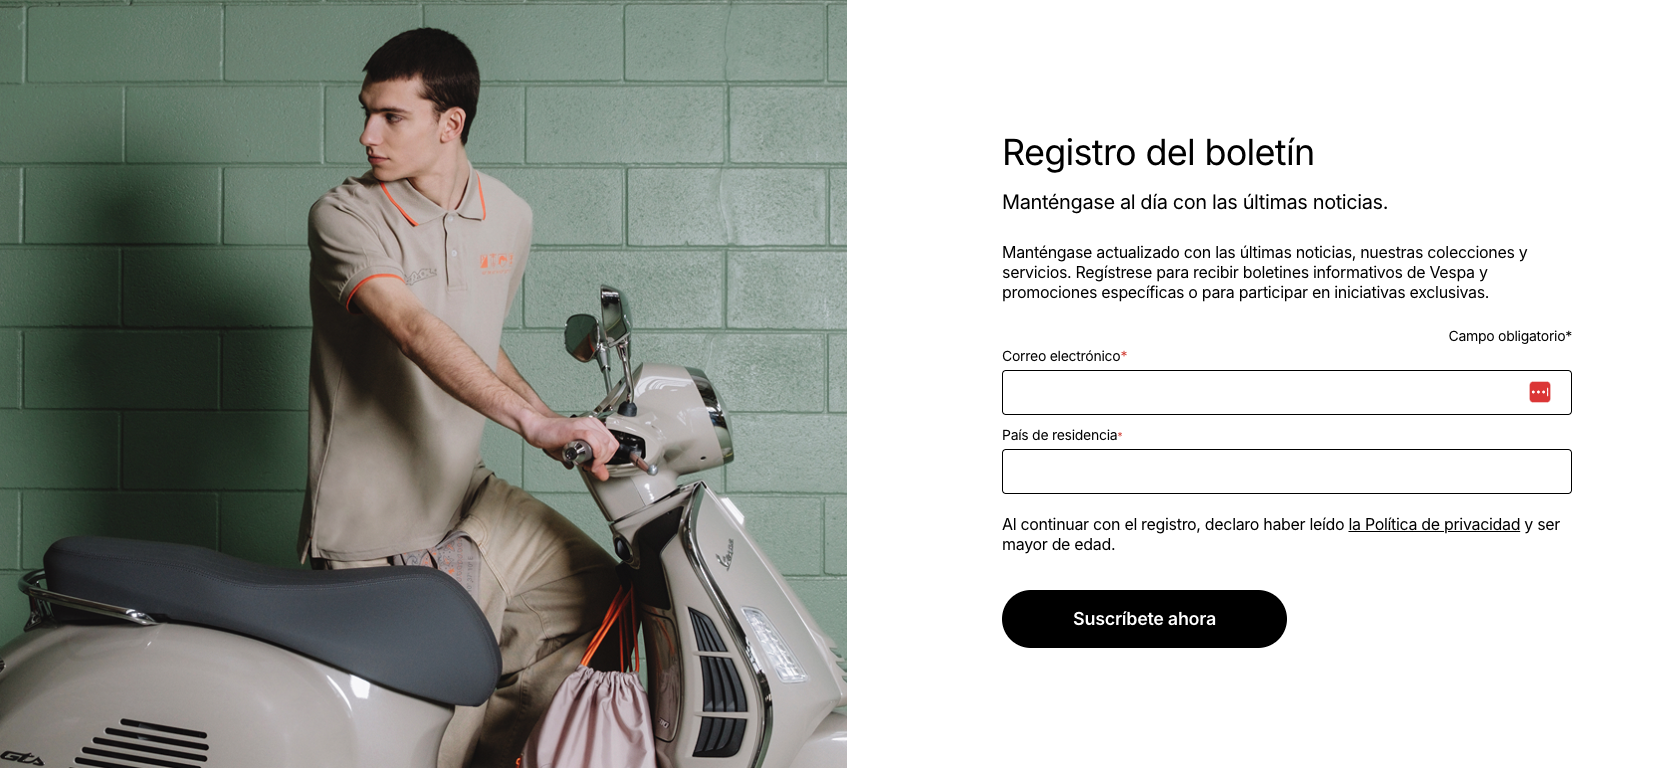 Registro del boletín
Manténgase al día con las últimas noticias.
Manténgase actualizado con las últimas noticias, nuestras colecciones y
servicios. Regístrese para recibir boletines informativos de Vespa y
promociones específicas o para participar en iniciativas exclusivas.
Campo obligatorio*
Correo electrónico*
País de residencia*
Al continuar con el registro, declaro haber leído la Política de privacidad y ser
mayor de edad.
Suscríbete ahora
Vespa
GTS